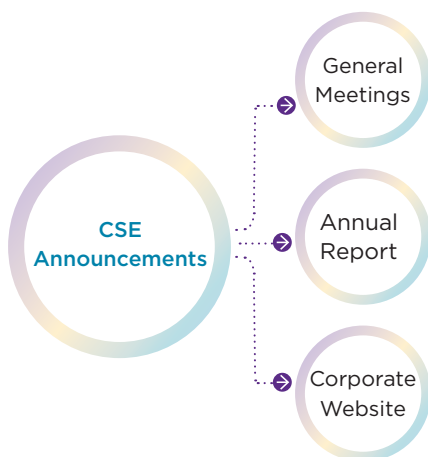 General
Meetings
CSE
Announcements
Annual
Report
Corporate
Website